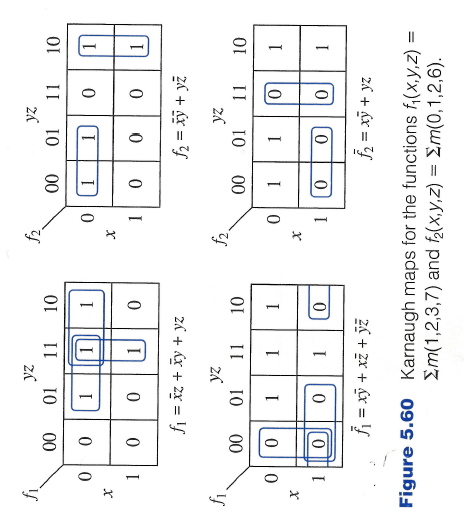 f₁ yz
00 01 11 10
0 0 1 1 1
x
1 0 0 1 0
f₁ = x̄z + x̄y + yz
f₂ yz
00 01 11 10
0 1 1 0 1
x
1 0 0 0 1
f₂ = x̄ȳ + yz̄
f₁ yz
00 01 11 10
0 0 1 1 1
x
1 0 0 1 0
f̄₁ = xȳ + xz̄ + ȳz̄
f₂ yz
00 01 11 10
0 1 1 0 1
x
1 0 0 0 1
f̄₂ = xȳ + yz
Figure 5.60 Karnaugh maps for the functions f₁(x,y,z) =
Σm(1,2,3,7) and f₂(x,y,z) = Σm(0,1,2,6).